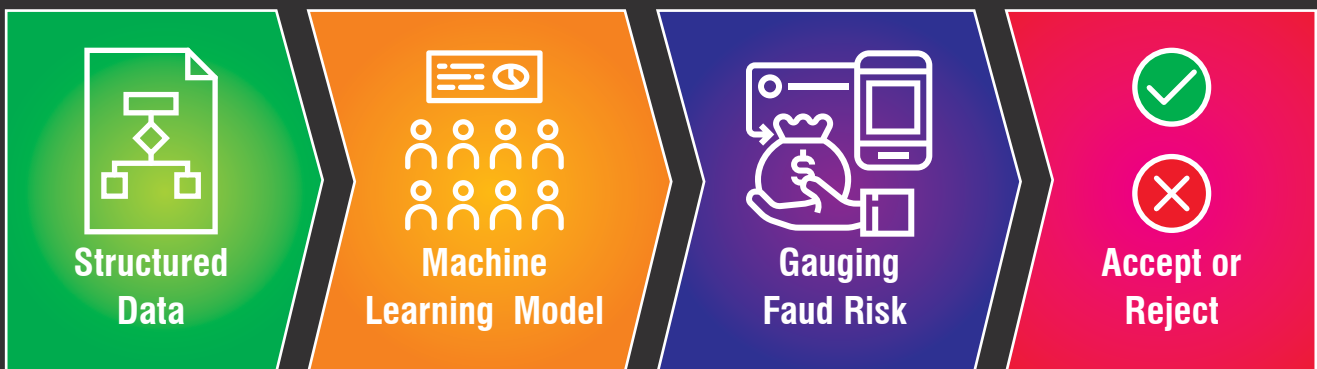 Structured
Data
Machine
Learning Model
Gauging
Faud Risk
Accept or
Reject